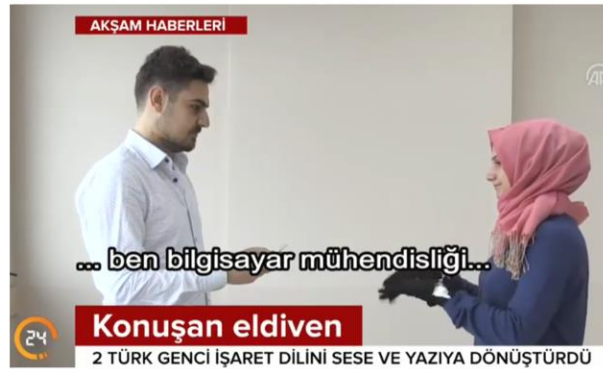 AKŞAM HABERLERİ
AA
... ben bilgisayar mühendisliği...
24
Konuşan eldiven
2 TÜRK GENCİ İŞARET DİLİNİ SESE VE YAZIYA DÖNÜŞTÜRDÜ